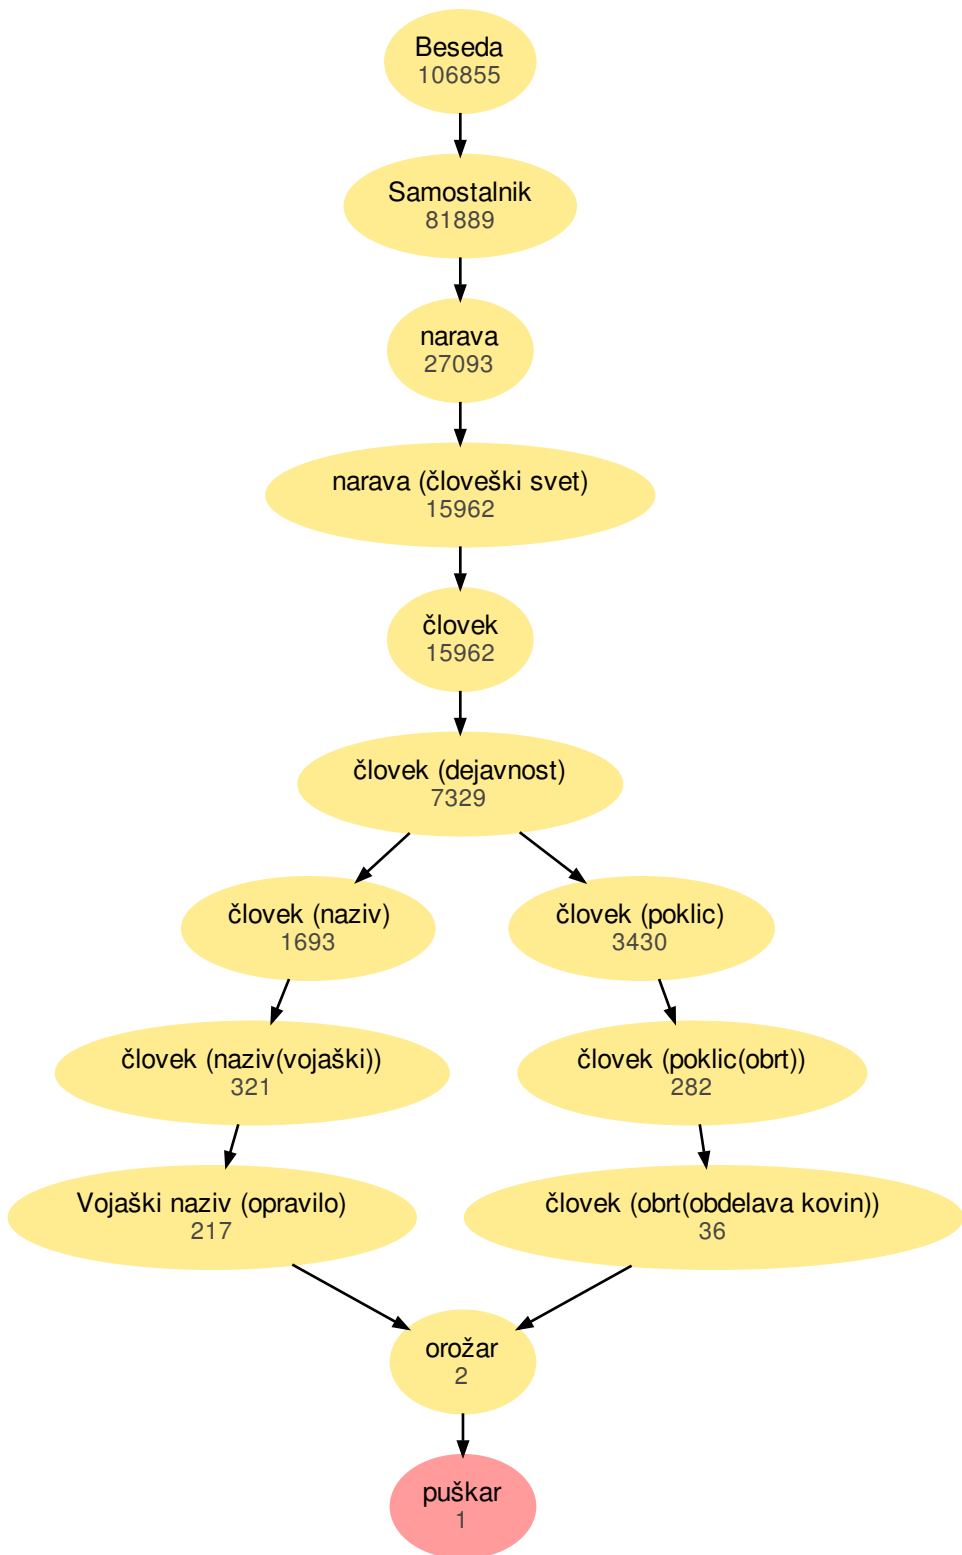 Beseda
106855
Samostalnik
81889
narava
27093
narava (človeški svet)
15962
človek
15962
človek (dejavnost)
7329
človek (naziv)
1693
človek (poklic)
3430
človek (naziv(vojaški))
321
človek (poklic(obrt))
282
Vojaški naziv (opravilo)
217
človek (obrt(obdelava kovin))
36
orožar
2
puškar
1